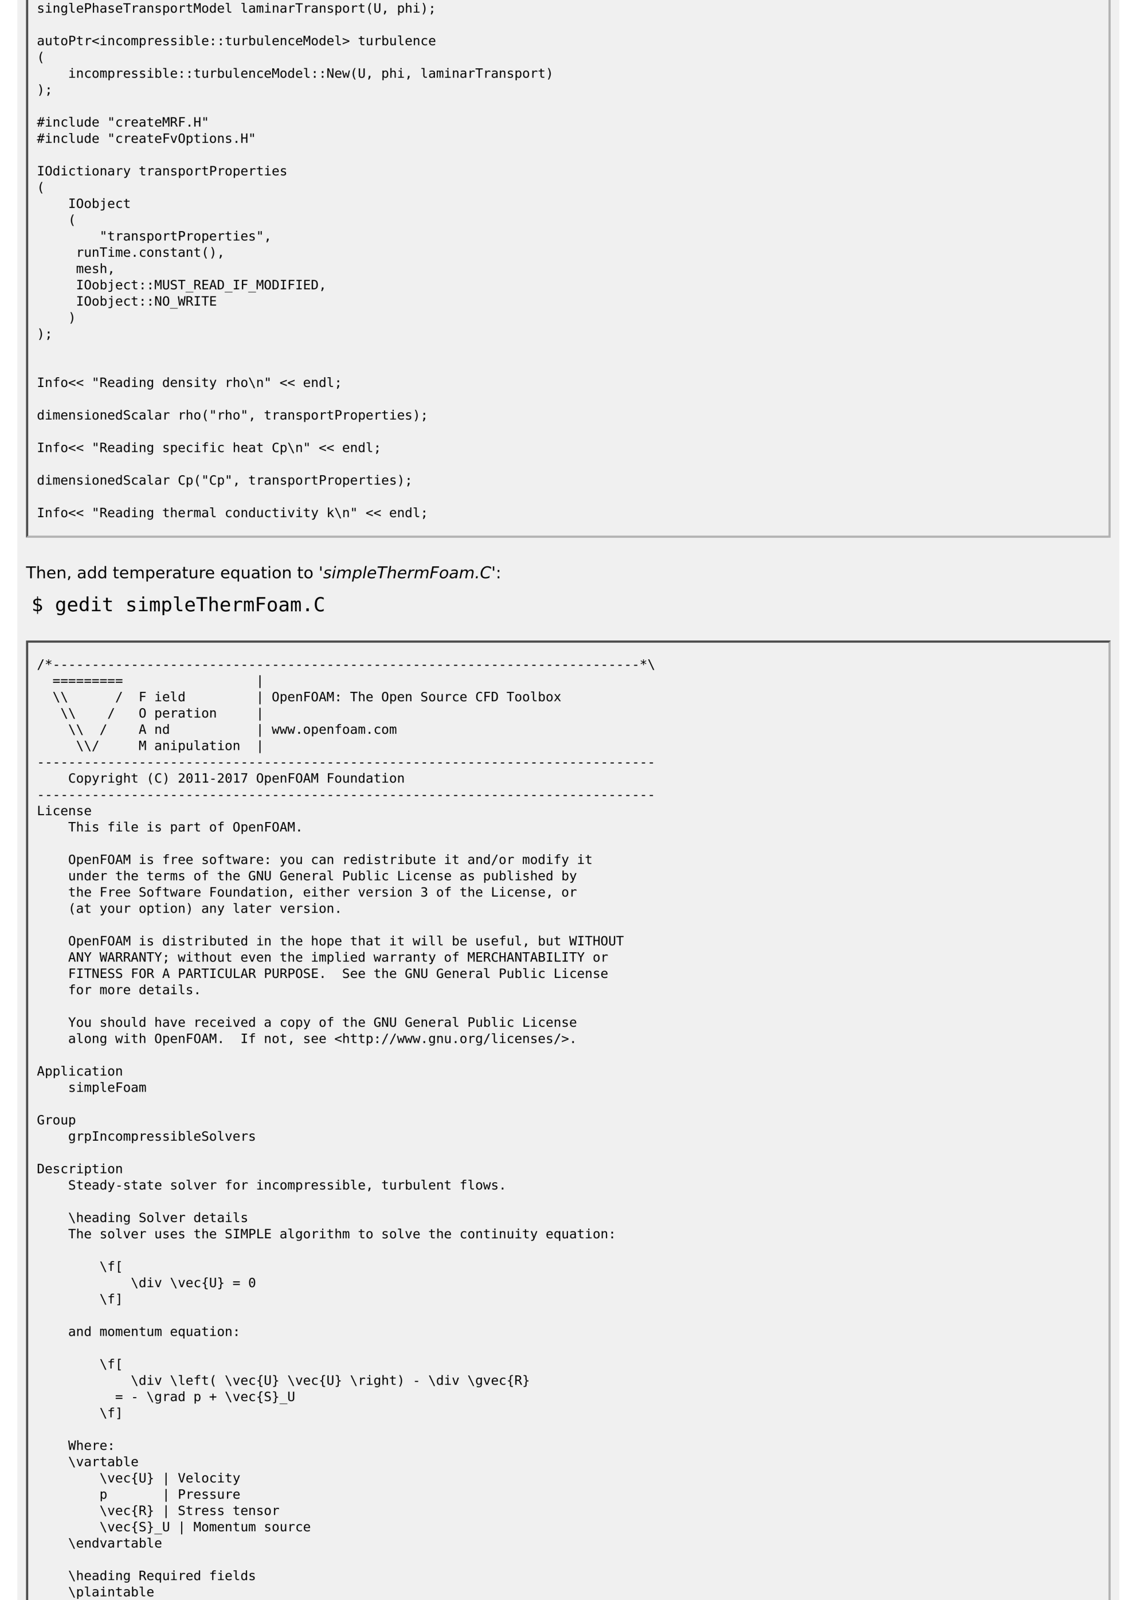 singlePhaseTransportModel laminarTransport(U, phi);
autoPtr<incompressible::turbulenceModel> turbulence
(
    incompressible::turbulenceModel::New(U, phi, laminarTransport)
);
#include "createMRF.H"
#include "createFvOptions.H"
IOdictionary transportProperties
(
    IOobject
    (
        "transportProperties",
     runTime.constant(),
     mesh,
     IOobject::MUST_READ_IF_MODIFIED,
     IOobject::NO_WRITE
    )
);
Info<< "Reading density rho\n" << endl;
dimensionedScalar rho("rho", transportProperties);
Info<< "Reading specific heat Cp\n" << endl;
dimensionedScalar Cp("Cp", transportProperties);
Info<< "Reading thermal conductivity k\n" << endl;
Then, add temperature equation to 'simpleThermFoam.C':
$ gedit simpleThermFoam.C
/*---------------------------------------------------------------------------*\
  =========                 |
  \\      /  F ield         | OpenFOAM: The Open Source CFD Toolbox
   \\    /   O peration     |
    \\  /    A nd           | www.openfoam.com
     \\/     M anipulation  |
-------------------------------------------------------------------------------
    Copyright (C) 2011-2017 OpenFOAM Foundation
-------------------------------------------------------------------------------
License
    This file is part of OpenFOAM.
    OpenFOAM is free software: you can redistribute it and/or modify it
    under the terms of the GNU General Public License as published by
    the Free Software Foundation, either version 3 of the License, or
    (at your option) any later version.
    OpenFOAM is distributed in the hope that it will be useful, but WITHOUT
    ANY WARRANTY; without even the implied warranty of MERCHANTABILITY or
    FITNESS FOR A PARTICULAR PURPOSE.  See the GNU General Public License
    for more details.
    You should have received a copy of the GNU General Public License
    along with OpenFOAM.  If not, see <http://www.gnu.org/licenses/>.
Application
    simpleFoam
Group
    grpIncompressibleSolvers
Description
    Steady-state solver for incompressible, turbulent flows.
    \heading Solver details
    The solver uses the SIMPLE algorithm to solve the continuity equation:
        \f[
            \div \vec{U} = 0
        \f]
    and momentum equation:
        \f[
            \div \left( \vec{U} \vec{U} \right) - \div \gvec{R}
          = - \grad p + \vec{S}_U
        \f]
    Where:
    \vartable
        \vec{U} | Velocity
        p       | Pressure
        \vec{R} | Stress tensor
        \vec{S}_U | Momentum source
    \endvartable
    \heading Required fields
    \plaintable